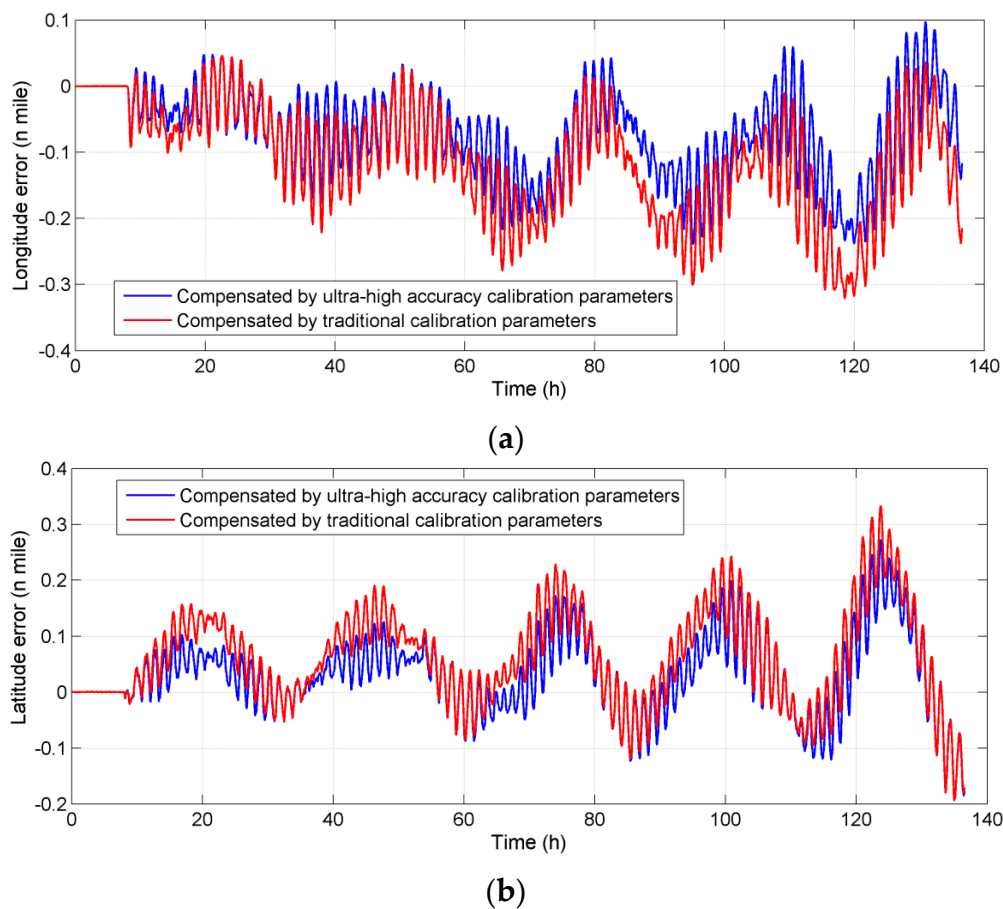 0.1
0
-0.1
-0.2
-0.3
-0.4
Longitude error (n mile)
Compensated by ultra-high accuracy calibration parameters
Compensated by traditional calibration parameters
0 20 40 60 80 100 120 140
Time (h)
(a)
0.4
0.3
0.2
0.1
0
-0.1
-0.2
Latitude error (n mile)
Compensated by ultra-high accuracy calibration parameters
Compensated by traditional calibration parameters
0 20 40 60 80 100 120 140
Time (h)
(b)